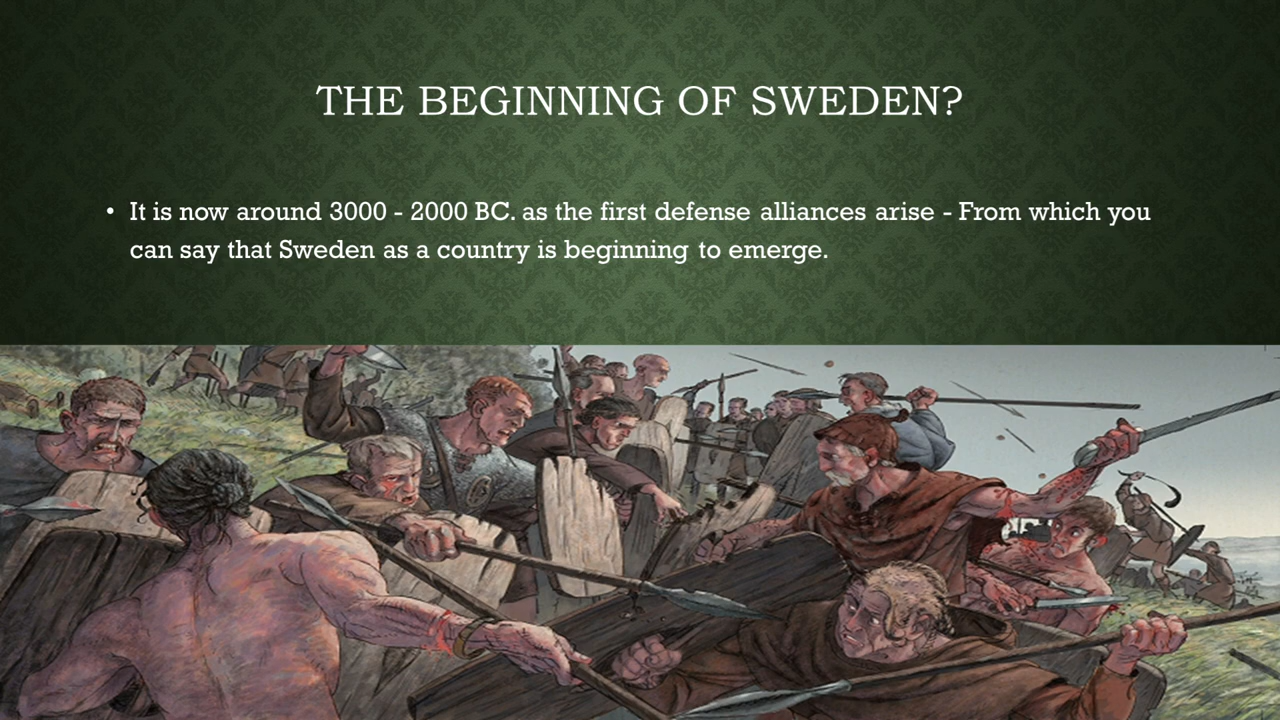 THE BEGINNING OF SWEDEN?
• It is now around 3000 - 2000 BC. as the first defense alliances arise - From which you
can say that Sweden as a country is beginning to emerge.